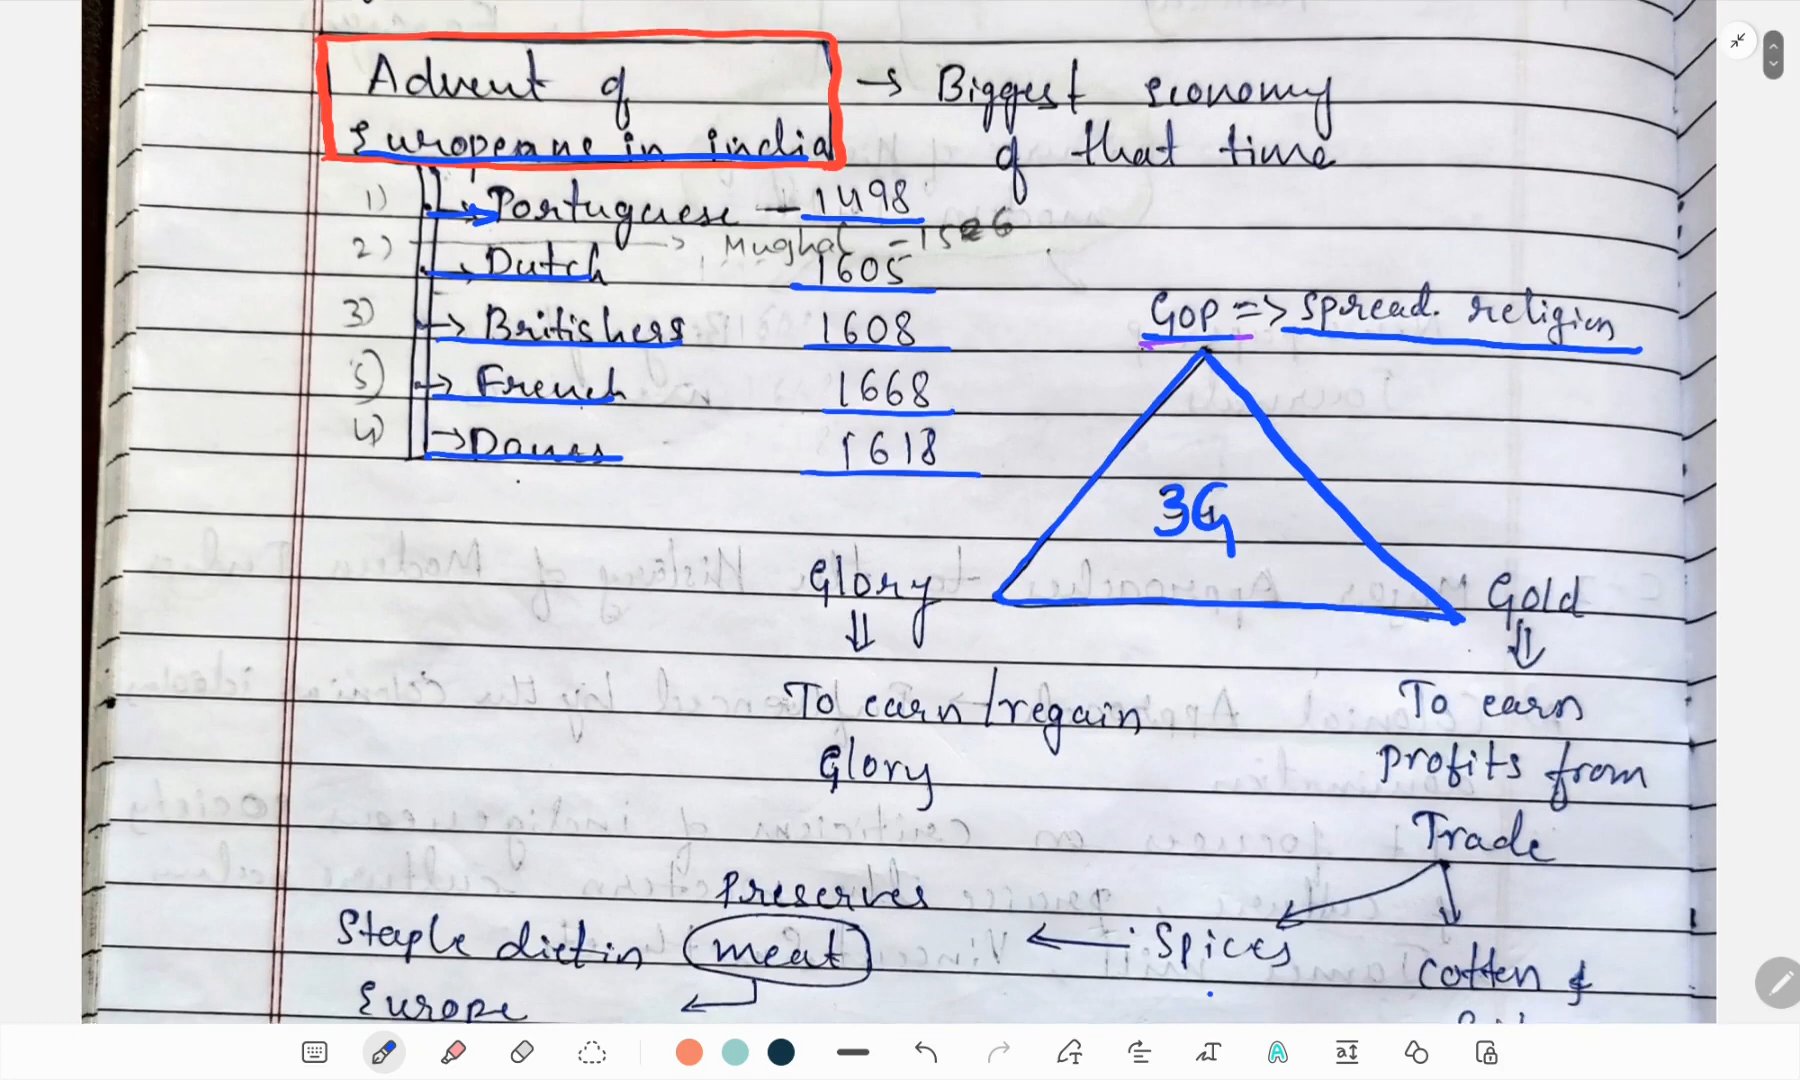 Advent of → Biggest economy
Europeans in india of that time
1) → Portuguese — 1498
→ Mughal - 1526
2) → Dutch 1605
3) → Britishers 1608
GOD => Spread religion
5) → French 1668
4) → Danes 1618
3G
Glory Gold
To earn/regain To earn
Glory profits from
Trade
Preserves
Staple diet in meat ← Spices
Cotten &
Europe